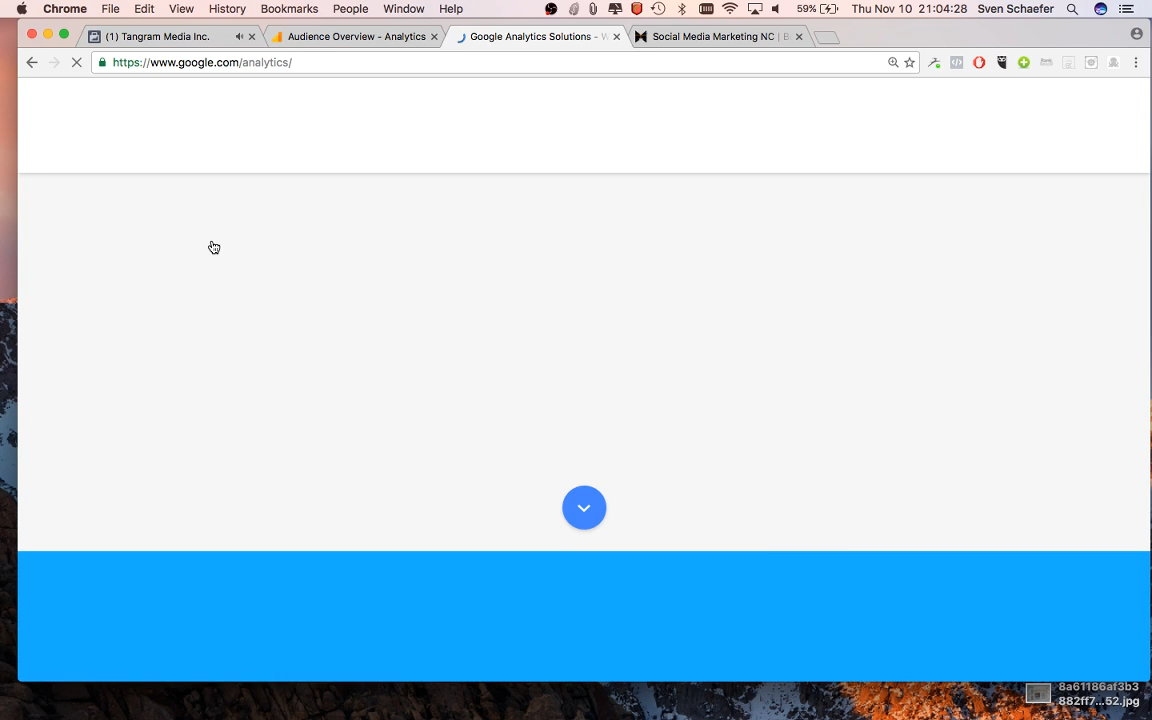 Chrome File Edit View History Bookmarks People Window Help 59% Thu Nov 10 21:04:28 Sven Schaefer
(1) Tangram Media Inc. Audience Overview - Analytics Google Analytics Solutions - Social Media Marketing NC |
https://www.google.com/analytics/
8a61186af3b3
882ff7...52.jpg